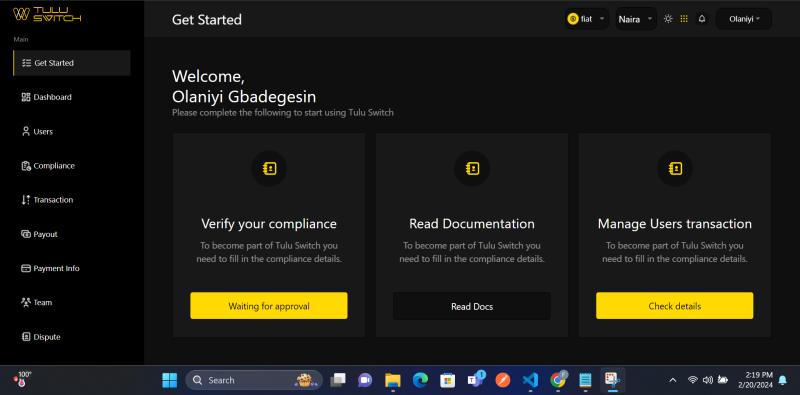 TULU
SWITCH
Get Started
fiat
Naira
Olaniyi
Main
Get Started
Dashboard
Users
Compliance
Transaction
Payout
Payment Info
Team
Dispute
Welcome,
Olaniyi Gbadegesin
Please complete the following to start using Tulu Switch
Verify your compliance
To become part of Tulu Switch you
need to fill in the compliance details.
Waiting for approval
Read Documentation
To become part of Tulu Switch you
need to fill in the compliance details.
Read Docs
Manage Users transaction
To become part of Tulu Switch you
need to fill in the compliance details.
Check details
100°
Search
1
2:19 PM
2/20/2024